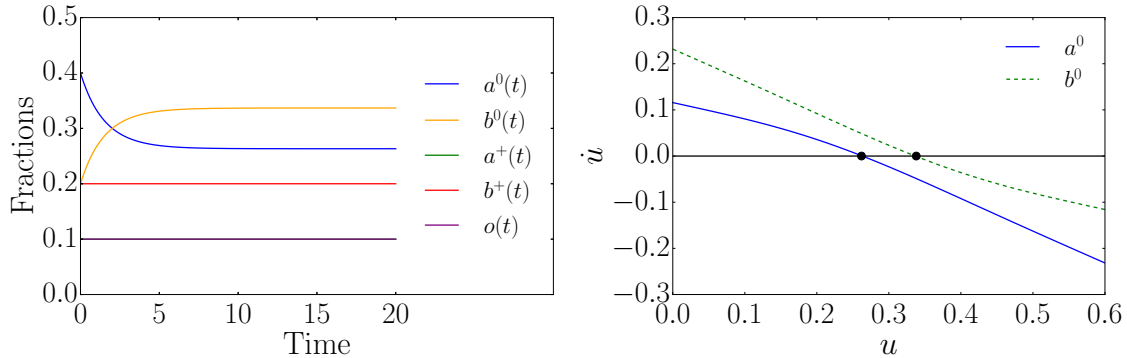 0.5
0.4
0.3
0.2
0.1
0.0
Fractions
0 5 10 15 20
Time
a⁰(t)
b⁰(t)
a⁺(t)
b⁺(t)
o(t)
0.3
0.2
0.1
0.0
−0.1
−0.2
−0.3
u̇
0.0 0.1 0.2 0.3 0.4 0.5 0.6
u
a⁰
b⁰